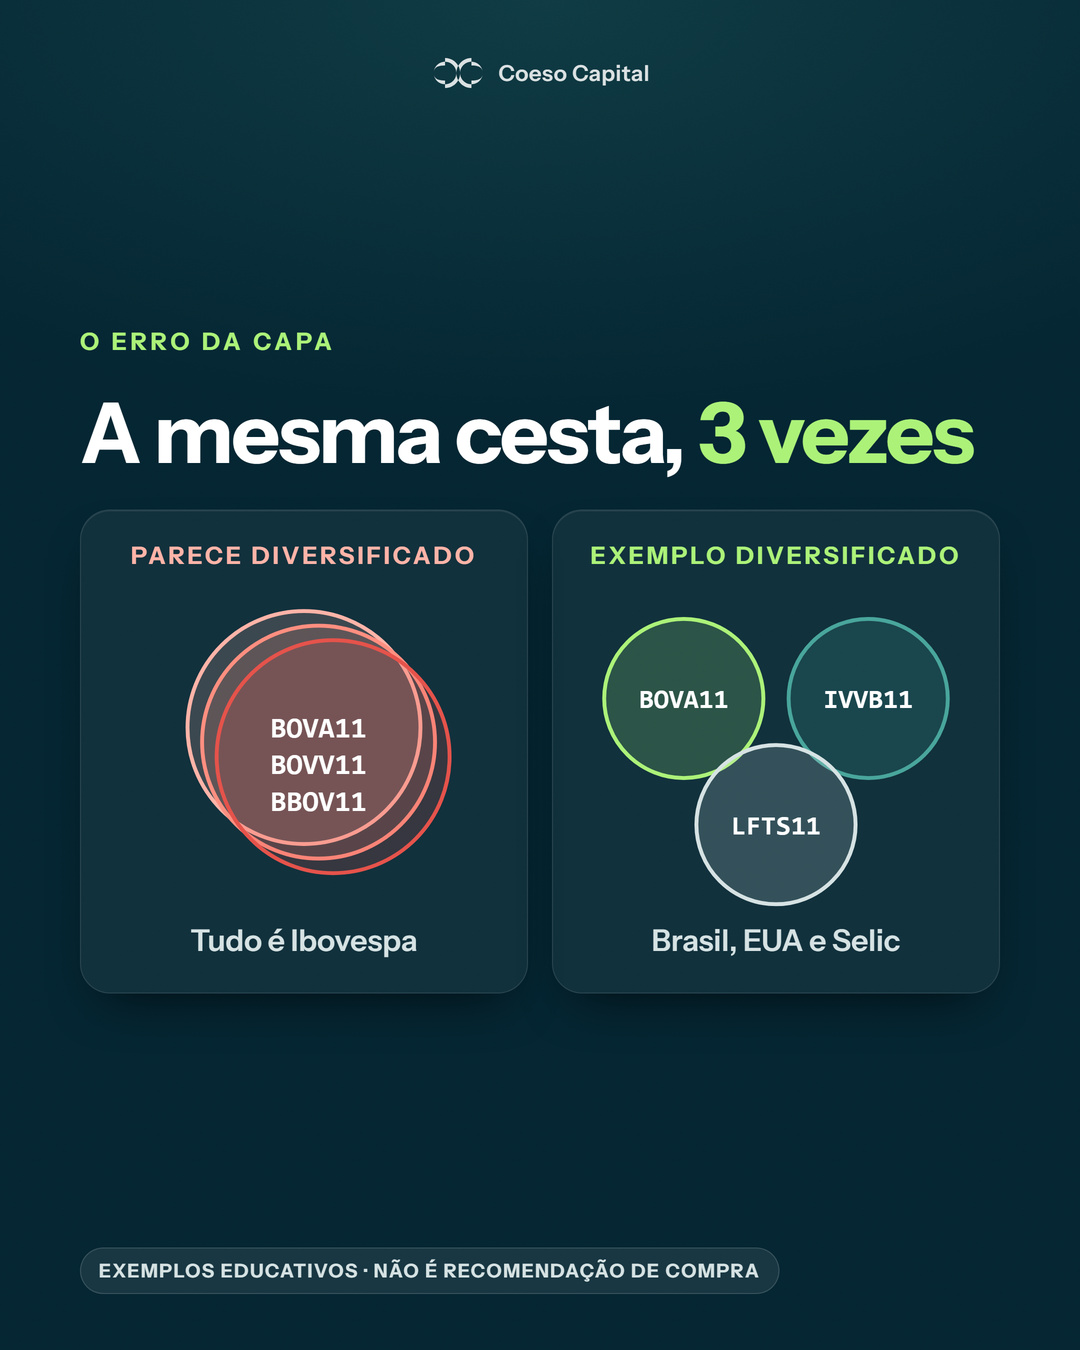 Coeso Capital
O ERRO DA CAPA
A mesma cesta, 3 vezes
PARECE DIVERSIFICADO
BOVA11
BOVV11
BBOV11
Tudo é Ibovespa
EXEMPLO DIVERSIFICADO
BOVA11
IVVB11
LFTS11
Brasil, EUA e Selic
EXEMPLOS EDUCATIVOS · NÃO É RECOMENDAÇÃO DE COMPRA